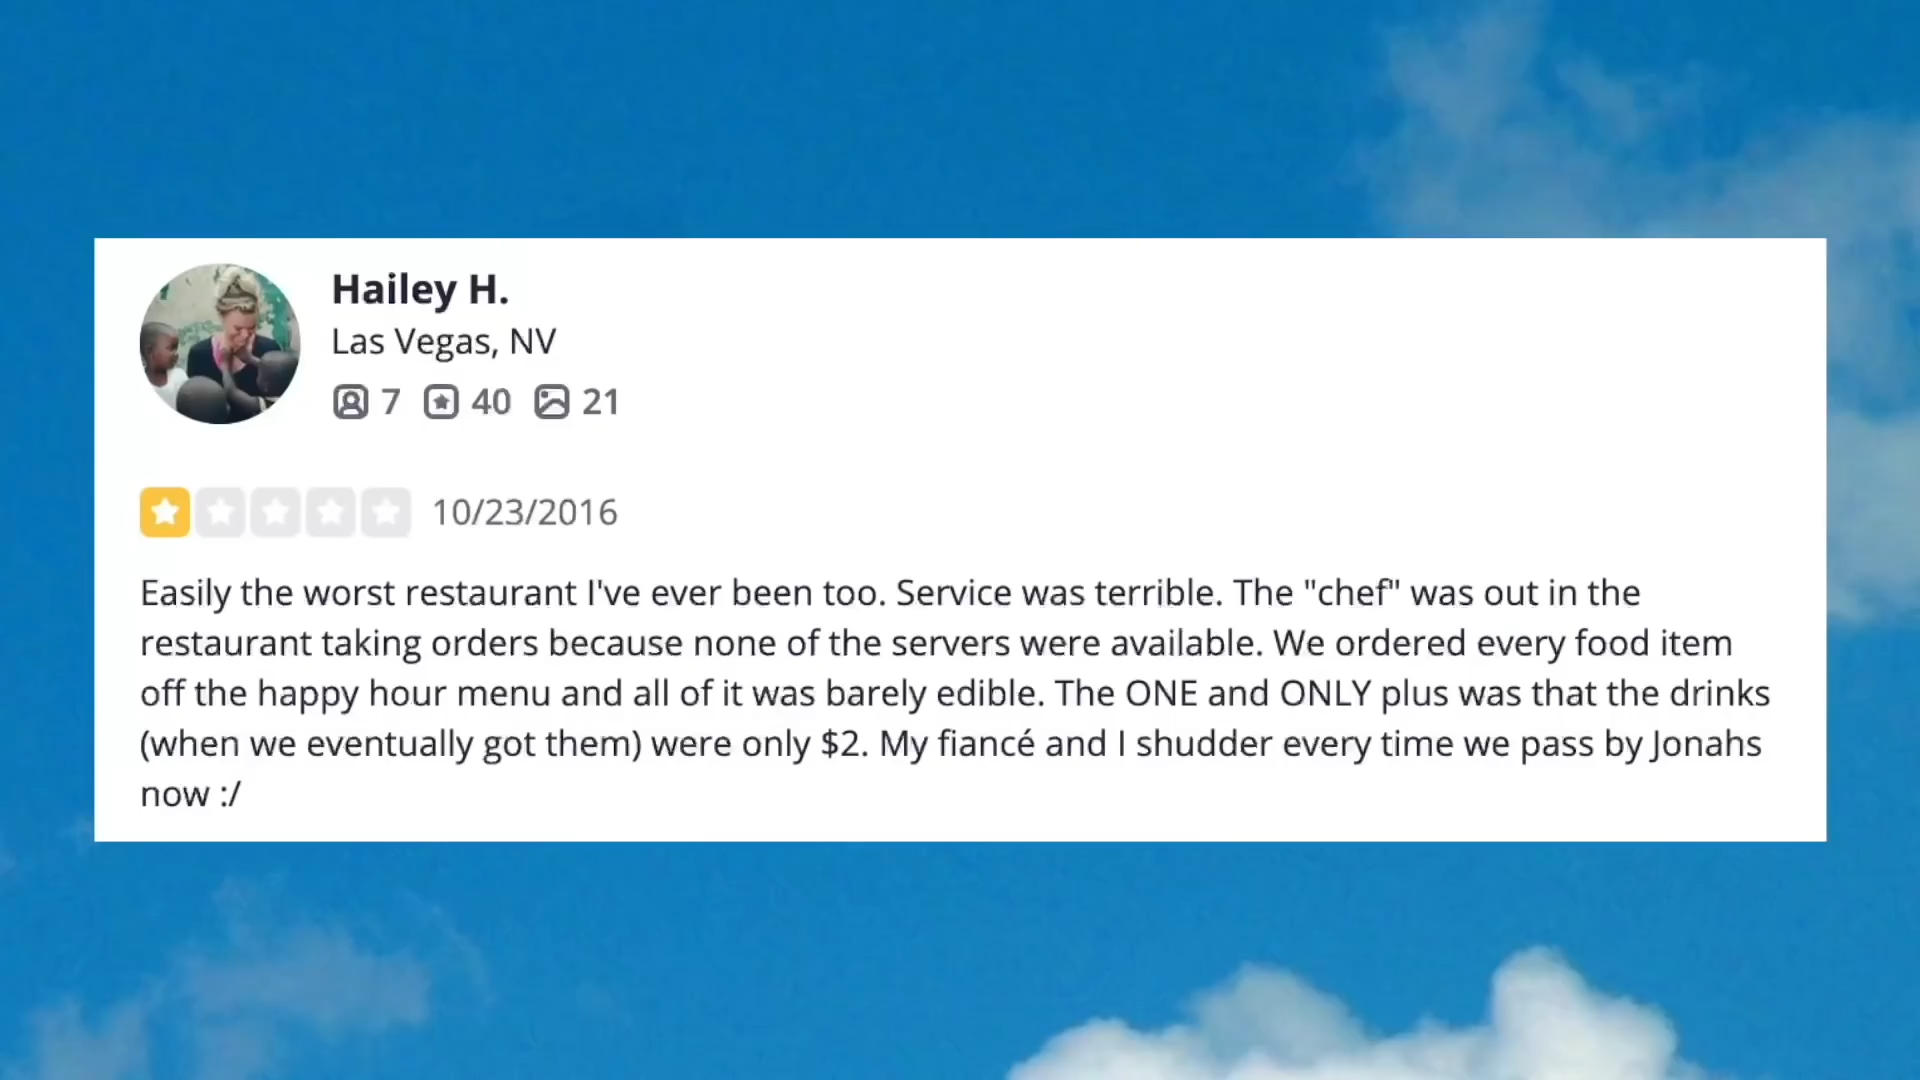 Hailey H.
Las Vegas, NV
7 40 21
10/23/2016
Easily the worst restaurant I've ever been too. Service was terrible. The "chef" was out in the
restaurant taking orders because none of the servers were available. We ordered every food item
off the happy hour menu and all of it was barely edible. The ONE and ONLY plus was that the drinks
(when we eventually got them) were only $2. My fiancé and I shudder every time we pass by Jonahs
now :/